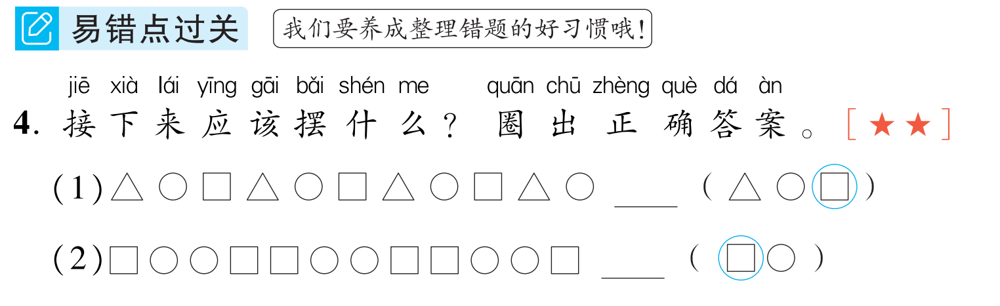 易错点过关 我们要养成整理错题的好习惯哦!
jiē xià lái yīng gāi bǎi shén me quān chū zhèng què dá àn
4. 接下来应该摆什么?圈出正确答案。[★★]
(1)△○□△○□△○□△○____(△○□)
(2)□○○□□○○□□○○□____(□○)